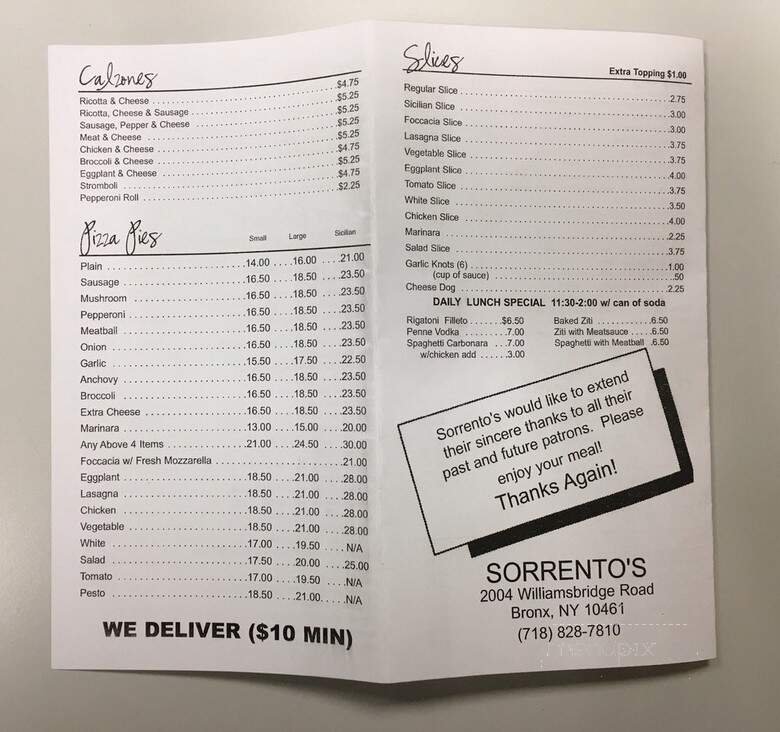 Calzones
Ricotta & Cheese $4.75
Ricotta, Cheese & Sausage $5.25
Sausage, Pepper & Cheese $5.25
Meat & Cheese $5.25
Chicken & Cheese $5.25
Broccoli & Cheese $4.75
Eggplant & Cheese $5.25
Stromboli $4.75
Pepperoni Roll $2.25
Pizza Pies Small Large Sicilian
Plain 14.00 16.00 21.00
Sausage 16.50 18.50 23.50
Mushroom 16.50 18.50 23.50
Pepperoni 16.50 18.50 23.50
Meatball 16.50 18.50 23.50
Onion 16.50 18.50 23.50
Garlic 15.50 17.50 22.50
Anchovy 16.50 18.50 23.50
Broccoli 16.50 18.50 23.50
Extra Cheese 16.50 18.50 23.50
Marinara 13.00 15.00 20.00
Any Above 4 Items 21.00 24.50 30.00
Foccacia w/ Fresh Mozzarella 21.00
Eggplant 18.50 21.00 28.00
Lasagna 18.50 21.00 28.00
Chicken 18.50 21.00 28.00
Vegetable 18.50 21.00 28.00
White 17.00 19.50 N/A
Salad 17.50 20.00 25.00
Tomato 17.00 19.50 N/A
Pesto 18.50 21.00 N/A
WE DELIVER ($10 MIN)
Slices Extra Topping $1.00
Regular Slice 2.75
Sicilian Slice 3.00
Foccacia Slice 3.00
Lasagna Slice 3.75
Vegetable Slice 3.75
Eggplant Slice 4.00
Tomato Slice 3.75
White Slice 3.50
Chicken Slice 4.00
Marinara 2.25
Salad Slice 3.75
Garlic Knots (6) 1.00
(cup of sauce) .50
Cheese Dog 2.25
DAILY LUNCH SPECIAL 11:30-2:00 w/ can of soda
Rigatoni Filleto $6.50 Baked Ziti 6.50
Penne Vodka 7.00 Ziti with Meatsauce 6.50
Spaghetti Carbonara 7.00 Spaghetti with Meatball 6.50
w/chicken add 3.00
Sorrento's would like to extend
their sincere thanks to all their
past and future patrons. Please
enjoy your meal!
Thanks Again!
SORRENTO'S
2004 Williamsbridge Road
Bronx, NY 10461
(718) 828-7810
menupix